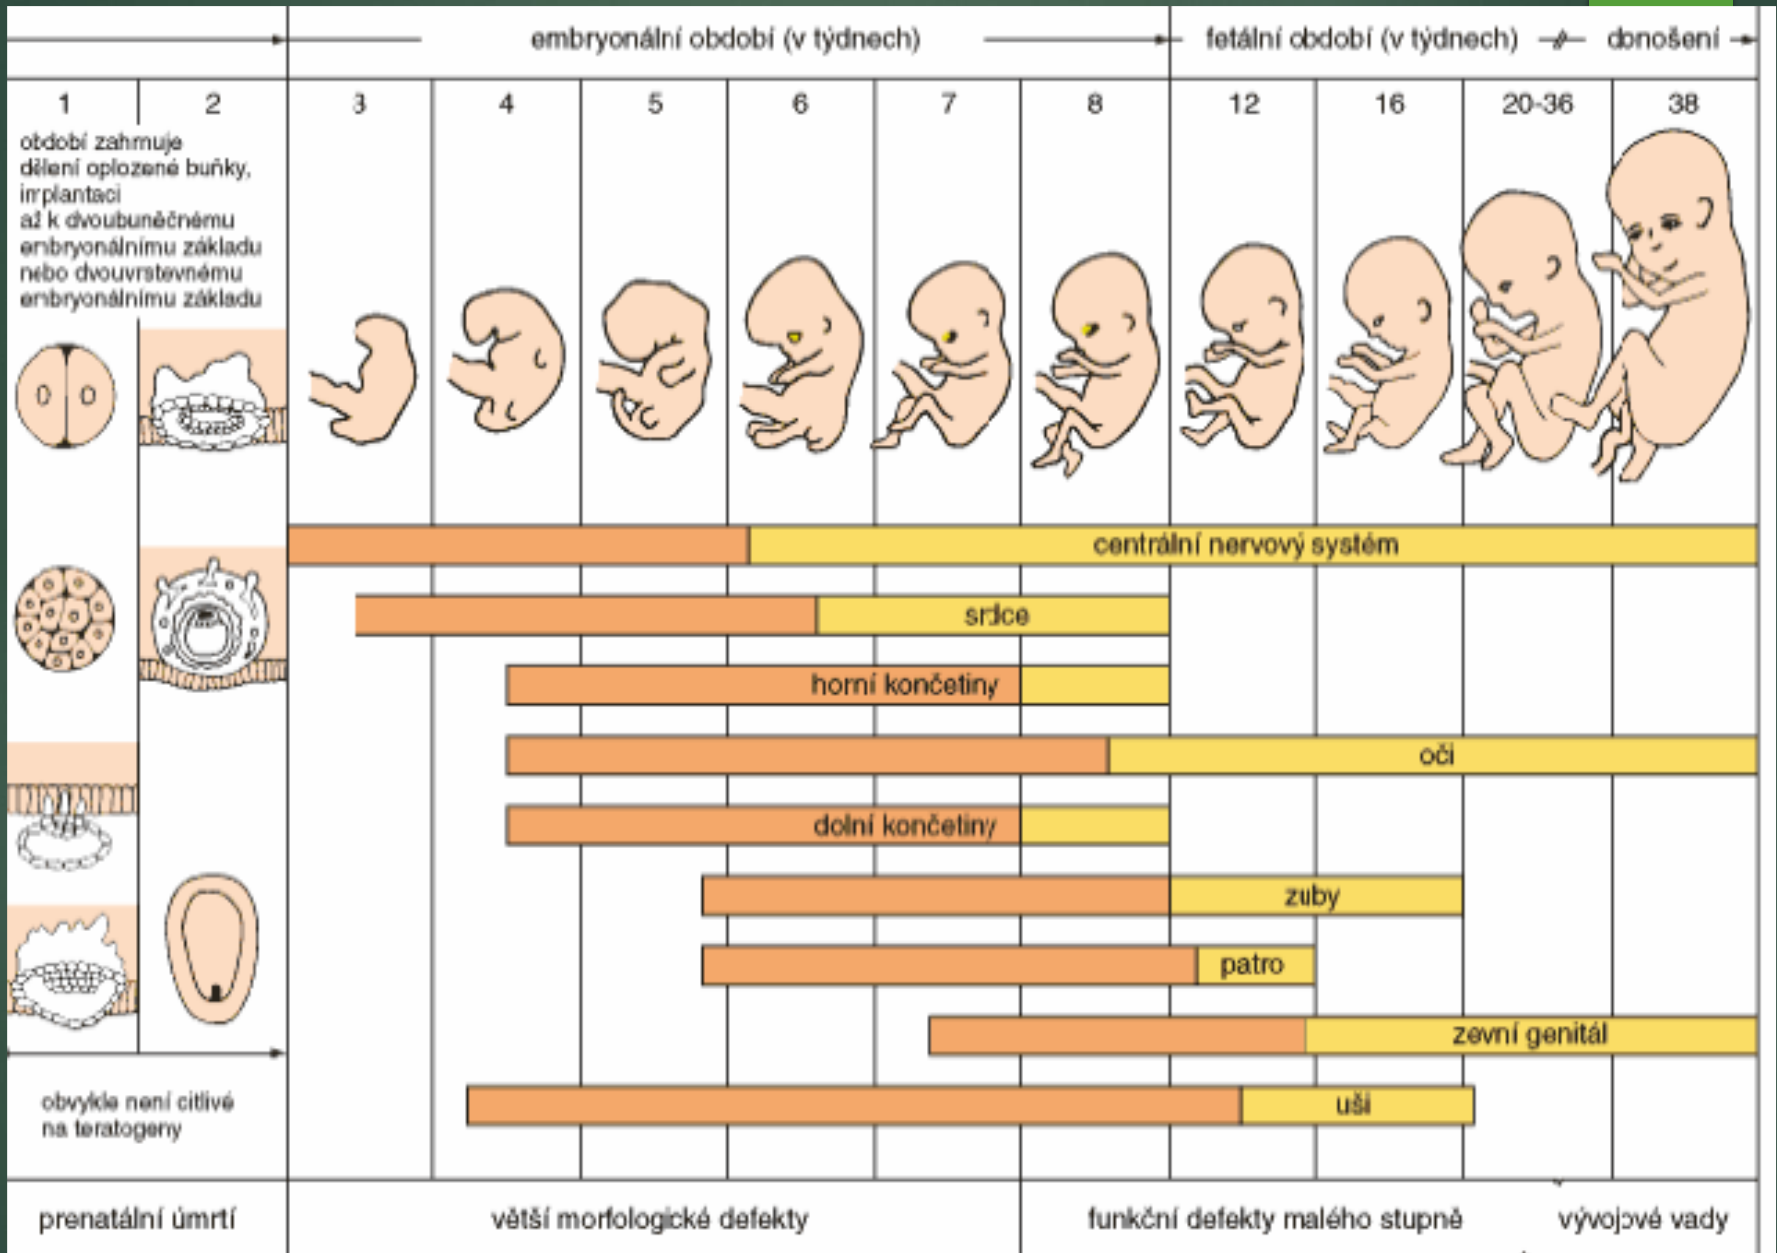 embryonální období (v týdnech)
fetální období (v týdnech)
donošení
1
2
3
4
5
6
7
8
12
16
20-36
38
období zahrnuje
dělení oplozené buňky,
implantaci
až k dvoubuněčnému
embryonálnímu základu
nebo dvouvrstevnému
embryonálnímu základu
centrální nervový systém
srdce
horní končetiny
oči
dolní končetiny
zuby
patro
zevní genitál
uši
obvykle není citlivé
na teratogeny
prenatální úmrtí
větší morfologické defekty
funkční defekty malého stupně
vývojové vady